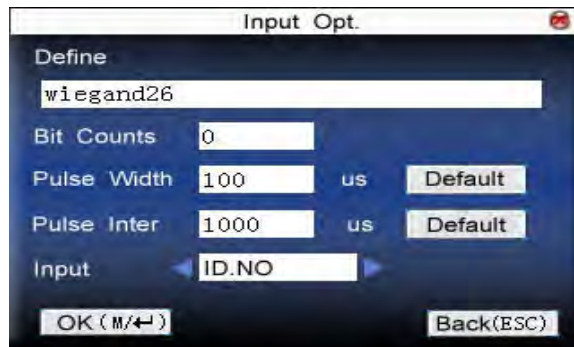 Input Opt.
Define
wiegand26
Bit Counts 0
Pulse Width 100 us Default
Pulse Inter 1000 us Default
Input ID.NO
OK(M/↵) Back(ESC)